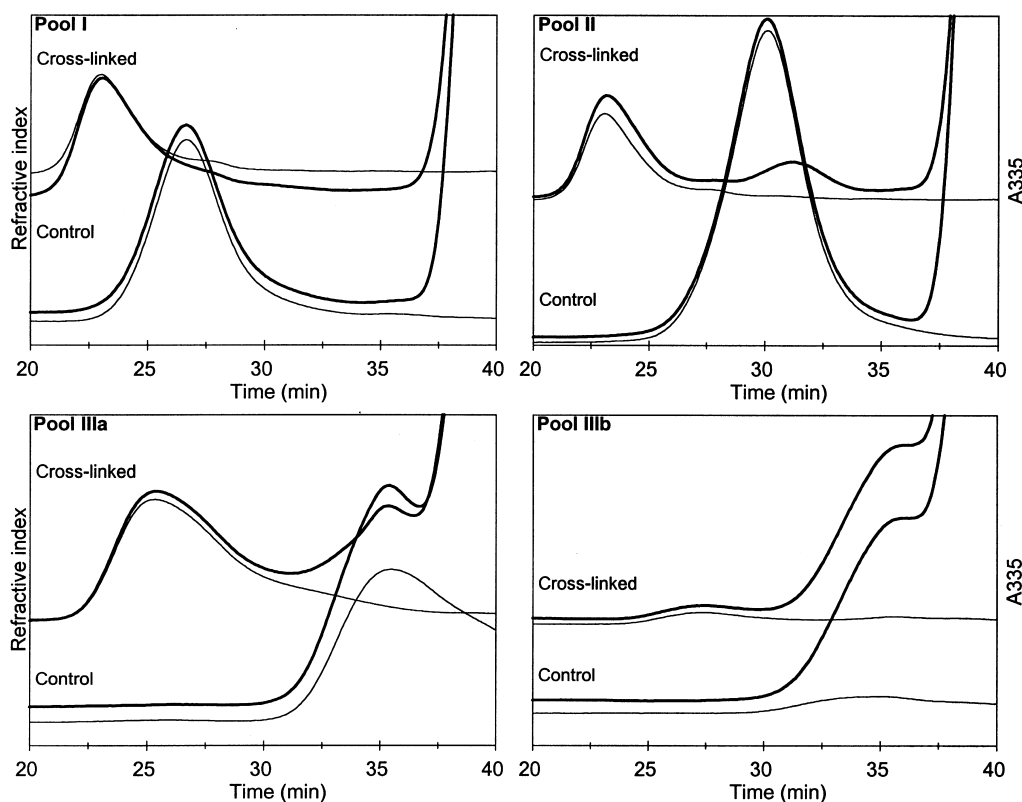 Pool I
Cross-linked
Control
Refractive index
20 25 30 35 40
Time (min)
Pool II
Cross-linked
Control
A335
20 25 30 35 40
Time (min)
Pool IIIa
Cross-linked
Control
Refractive index
20 25 30 35 40
Time (min)
Pool IIIb
Cross-linked
Control
A335
20 25 30 35 40
Time (min)